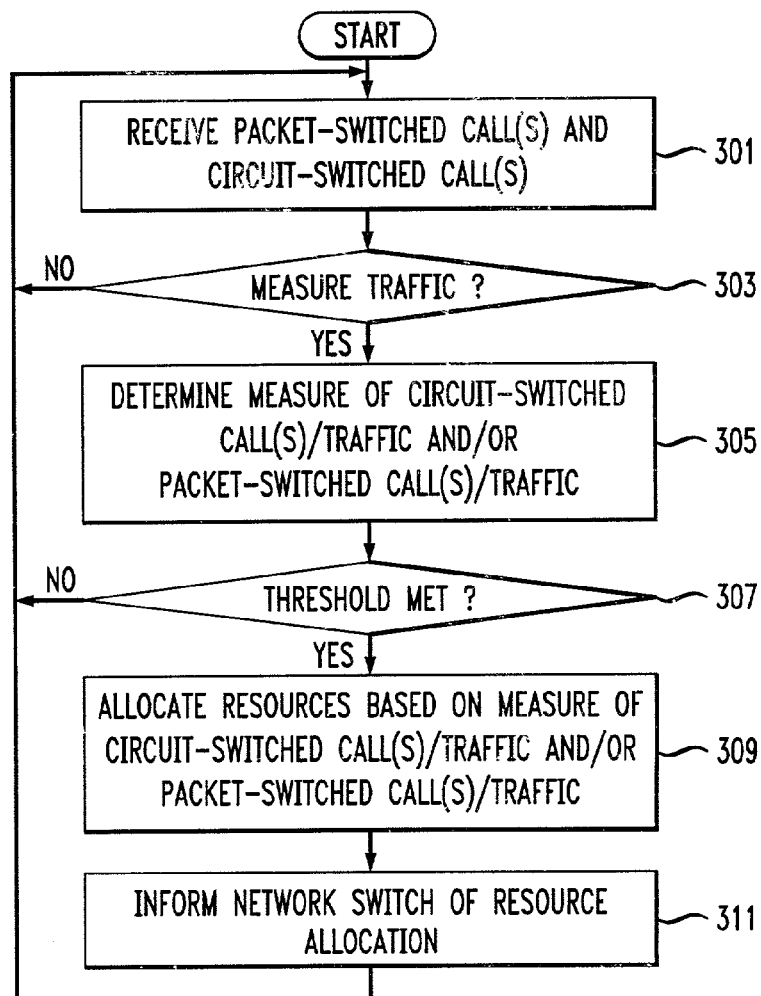 START
RECEIVE PACKET-SWITCHED CALL(S) AND
CIRCUIT-SWITCHED CALL(S)
301
NO
MEASURE TRAFFIC ?
303
YES
DETERMINE MEASURE OF CIRCUIT-SWITCHED
CALL(S)/TRAFFIC AND/OR
PACKET-SWITCHED CALL(S)/TRAFFIC
305
NO
THRESHOLD MET ?
307
YES
ALLOCATE RESOURCES BASED ON MEASURE OF
CIRCUIT-SWITCHED CALL(S)/TRAFFIC AND/OR
PACKET-SWITCHED CALL(S)/TRAFFIC
309
INFORM NETWORK SWITCH OF RESOURCE
ALLOCATION
311